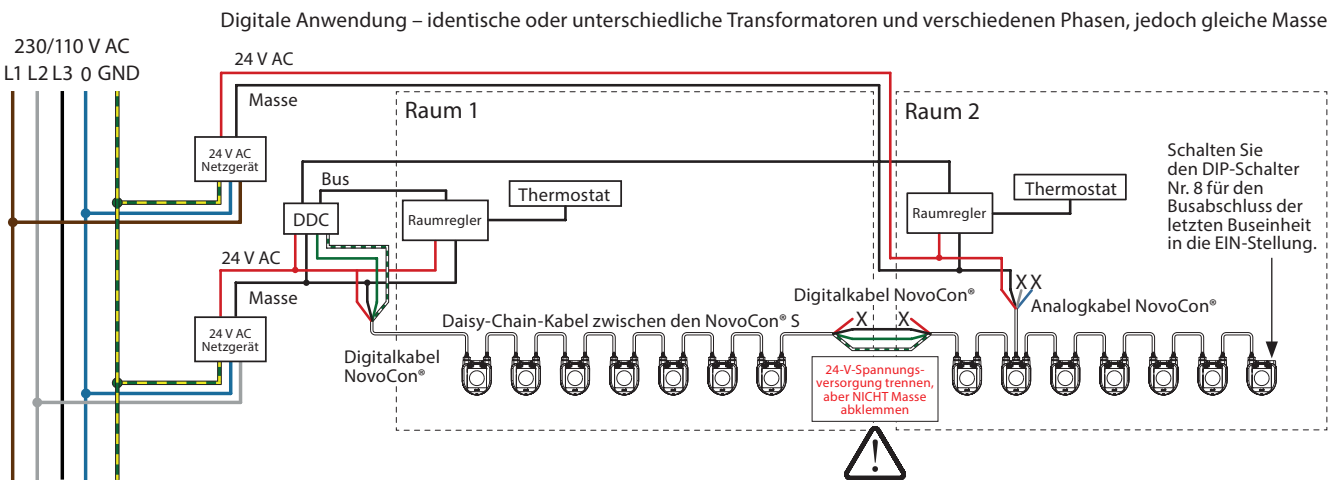 Digitale Anwendung – identische oder unterschiedliche Transformatoren und verschiedenen Phasen, jedoch gleiche Masse
230/110 V AC
L1 L2 L3 0 GND
24 V AC
Masse
24 V AC
Netzgerät
Raum 1
Raum 2
Bus
DDC
Raumregler
Thermostat
Raumregler
Thermostat
Schalten Sie
den DIP-Schalter
Nr. 8 für den
Busabschluss der
letzten Buseinheit
in die EIN-Stellung.
24 V AC
Masse
24 V AC
Netzgerät
Digitalkabel
NovoCon®
Daisy-Chain-Kabel zwischen den NovoCon® S
Digitalkabel NovoCon®
X X
X X
Analogkabel NovoCon®
24-V-Spannungs-
versorgung trennen,
aber NICHT Masse
abklemmen
!